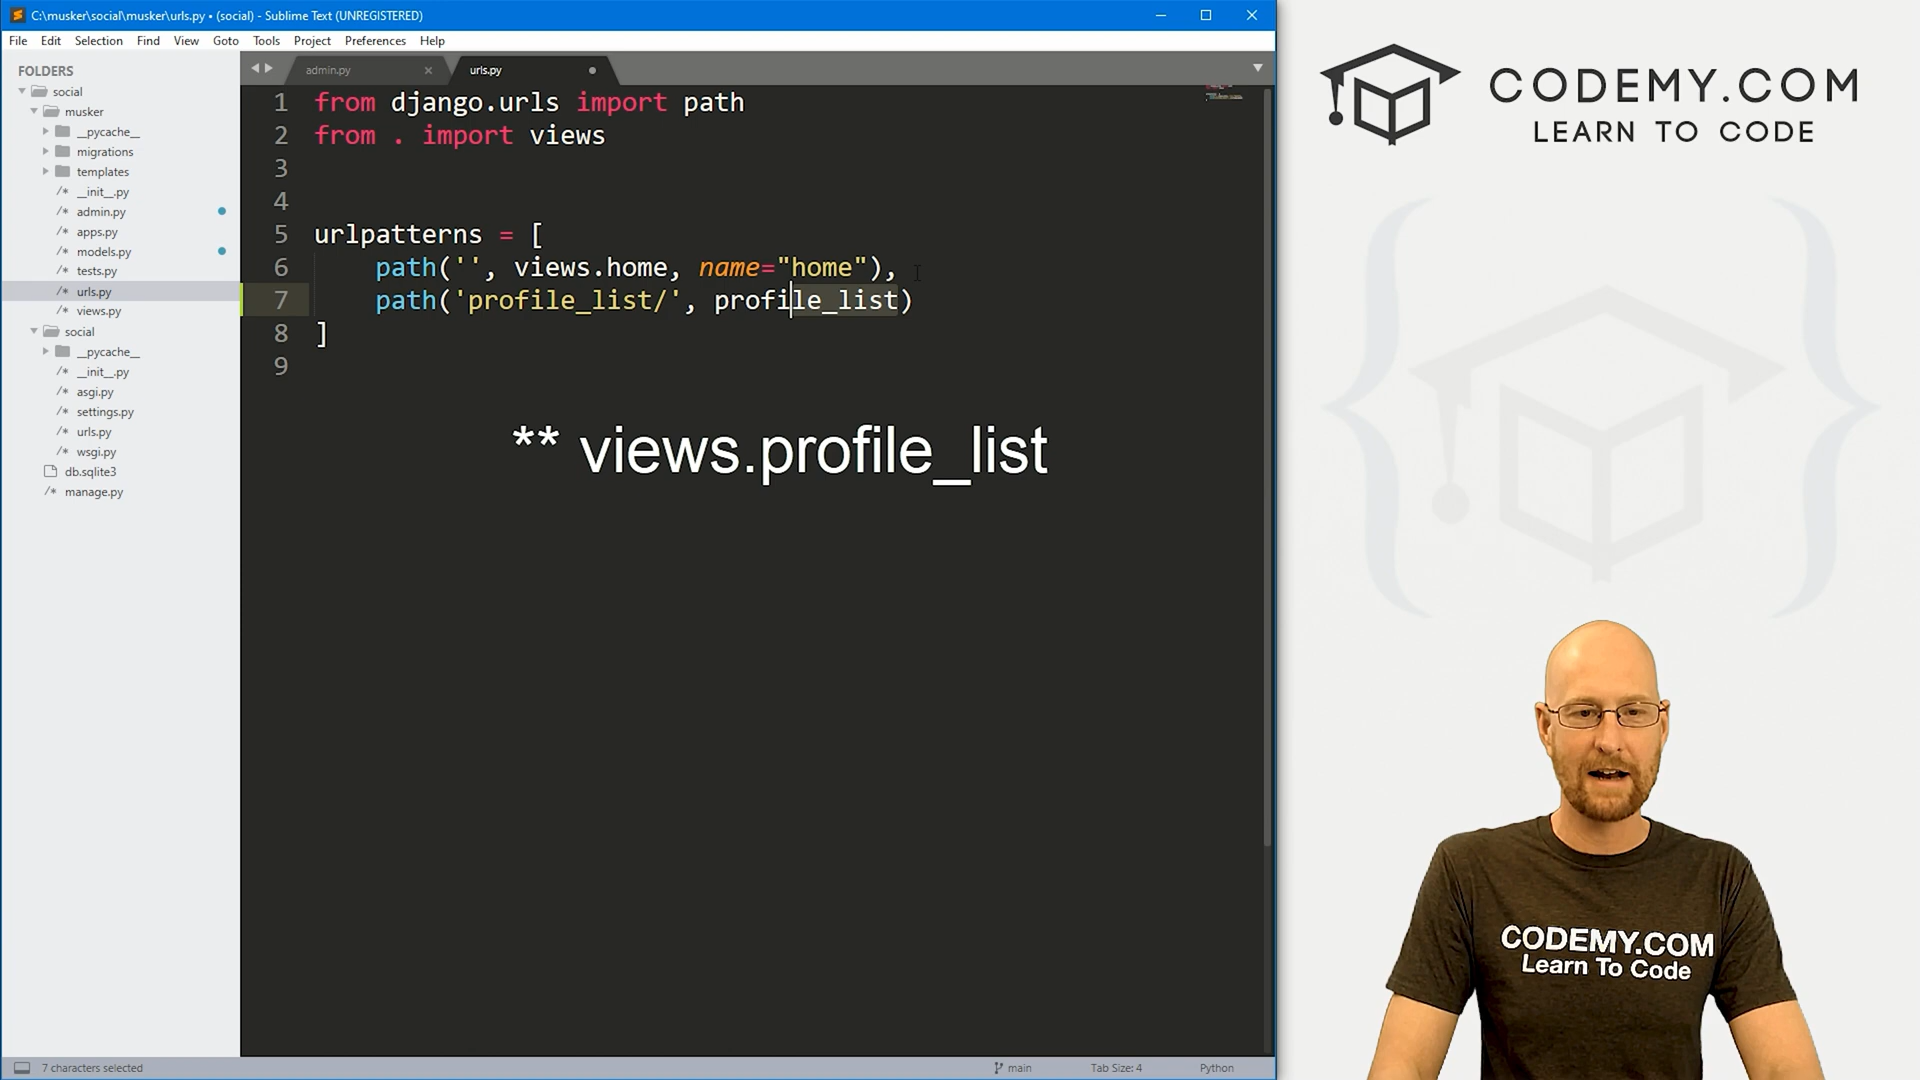 C:\musker\social\musker\urls.py • (social) - Sublime Text (UNREGISTERED)
File Edit Selection Find View Goto Tools Project Preferences Help
FOLDERS
social
musker
__pycache__
migrations
templates
/* __init__.py
/* admin.py
/* apps.py
/* models.py
/* tests.py
/* urls.py
/* views.py
social
__pycache__
/* __init__.py
/* asgi.py
/* settings.py
/* urls.py
/* wsgi.py
db.sqlite3
/* manage.py
admin.py ×
urls.py
1 from django.urls import path
2 from . import views
3
4
5 urlpatterns = [
6 path('', views.home, name="home"),
7 path('profile_list/', profile_list)
8 ]
9
** views.profile_list
7 characters selected
main
Tab Size: 4
Python
CODEMY.COM
LEARN TO CODE
CODEMY.COM
Learn To Code